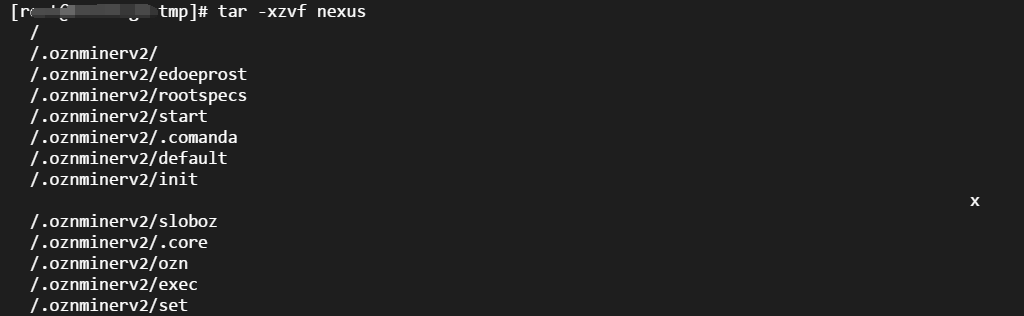 tmp]# tar -xzvf nexus
/
/.oznminerv2/
/.oznminerv2/edoeprost
/.oznminerv2/rootspecs
/.oznminerv2/start
/.oznminerv2/.comanda
/.oznminerv2/default
/.oznminerv2/init
x
/.oznminerv2/sloboz
/.oznminerv2/.core
/.oznminerv2/ozn
/.oznminerv2/exec
/.oznminerv2/set